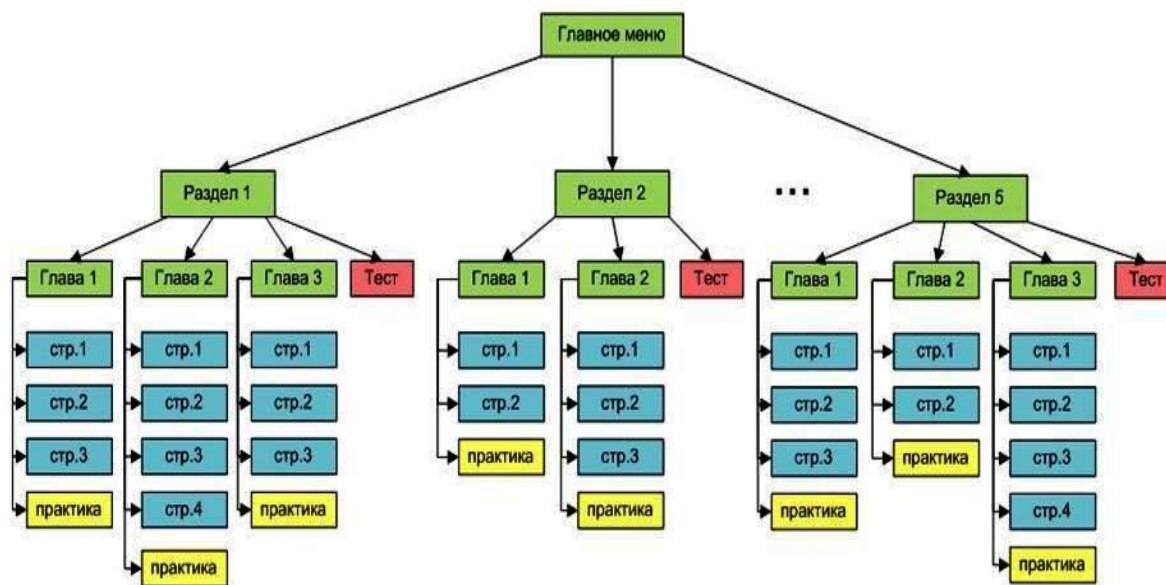 Главное меню
Раздел 1
Раздел 2
...
Раздел 5
Глава 1
Глава 2
Глава 3
Тест
Глава 1
Глава 2
Тест
Глава 1
Глава 2
Глава 3
Тест
стр.1
стр.1
стр.1
стр.1
стр.1
стр.1
стр.1
стр.1
стр.2
стр.2
стр.2
стр.2
стр.2
стр.2
стр.2
стр.2
стр.3
стр.3
стр.3
практика
стр.3
стр.3
практика
стр.3
практика
стр.4
практика
практика
практика
стр.4
практика
практика